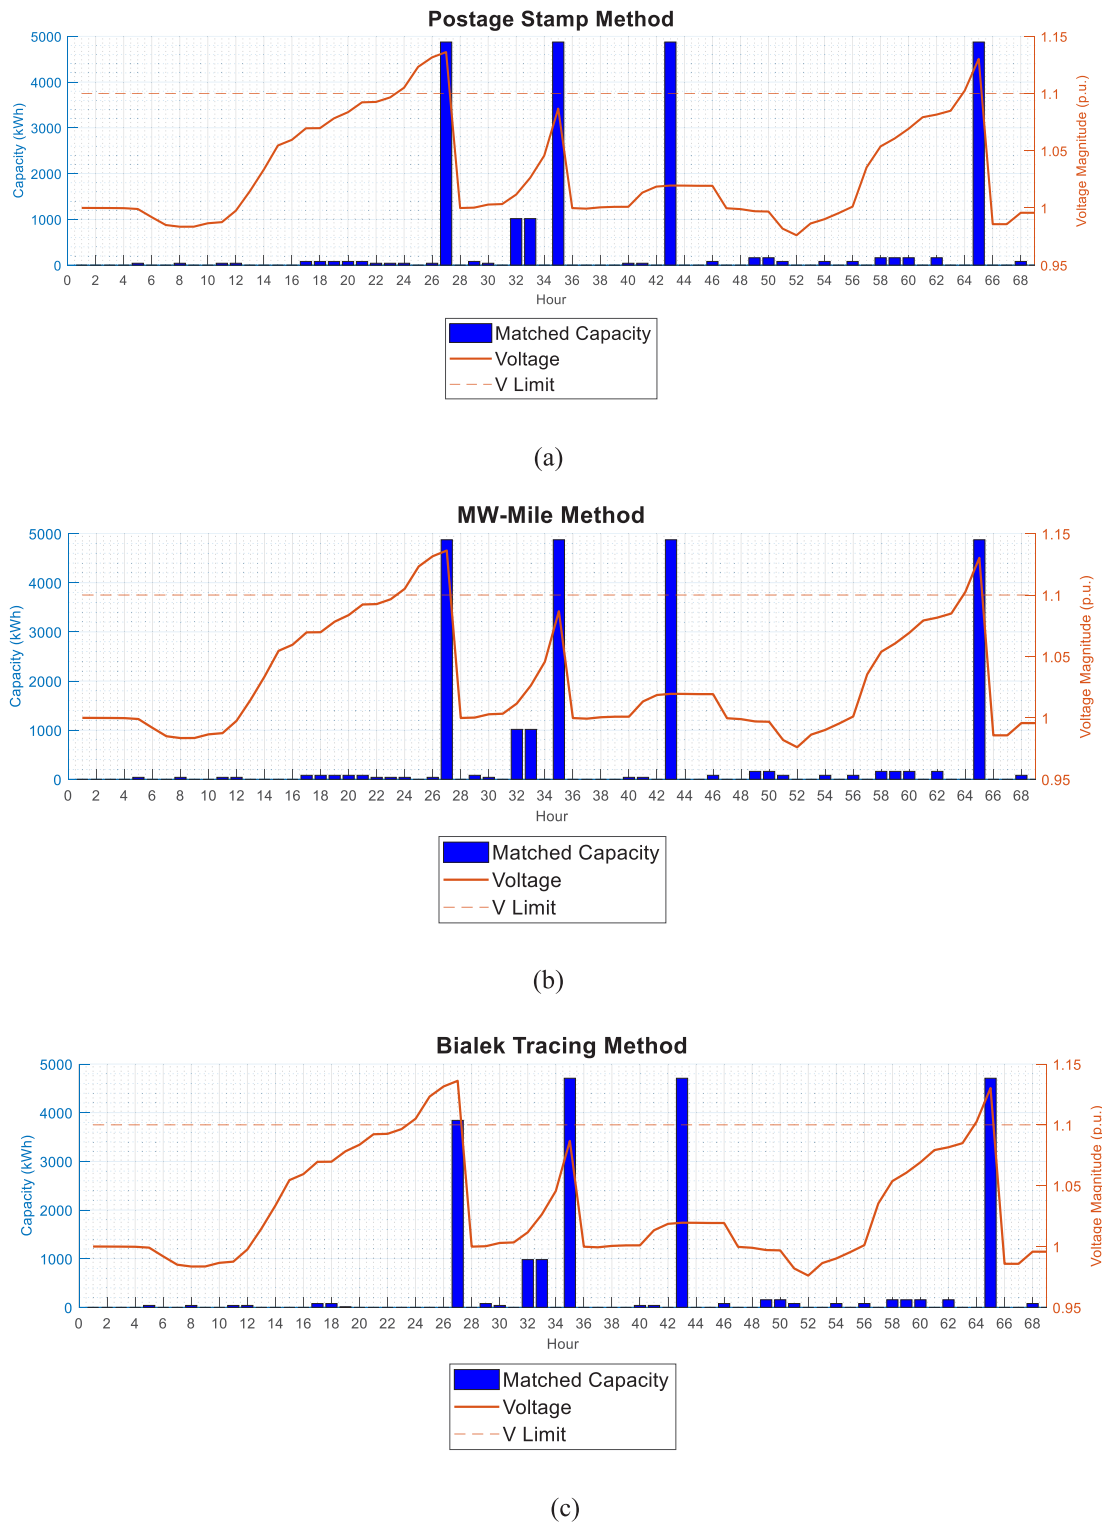 Postage Stamp Method
5000
4000
3000
2000
1000
0
Capacity (kWh)
1.15
1.10
1.05
1
0.95
Voltage Magnitude (p.u.)
2 4 6 8 10 12 14 16 18 20 22 24 26 28 30 32 34 36 38 40 42 44 46 48 50 52 54 56 58 60 62 64 66 68
Hour
Matched Capacity
Voltage
V Limit
(a)
MW-Mile Method
5000
4000
3000
2000
1000
0
Capacity (kWh)
1.15
1.10
1.05
1
0.95
Voltage Magnitude (p.u.)
0 2 4 6 8 10 12 14 16 18 20 22 24 26 28 30 32 34 36 38 40 42 44 46 48 50 52 54 56 58 60 62 64 66 68
Hour
Matched Capacity
Voltage
V Limit
(b)
Bialek Tracing Method
5000
4000
3000
2000
1000
0
Capacity (kWh)
1.15
1.10
1.05
1
0.95
Voltage Magnitude (p.u.)
0 2 4 6 8 10 12 14 16 18 20 22 24 26 28 30 32 34 36 38 40 42 44 46 48 50 52 54 56 58 60 62 64 66 68
Hour
Matched Capacity
Voltage
V Limit
(c)